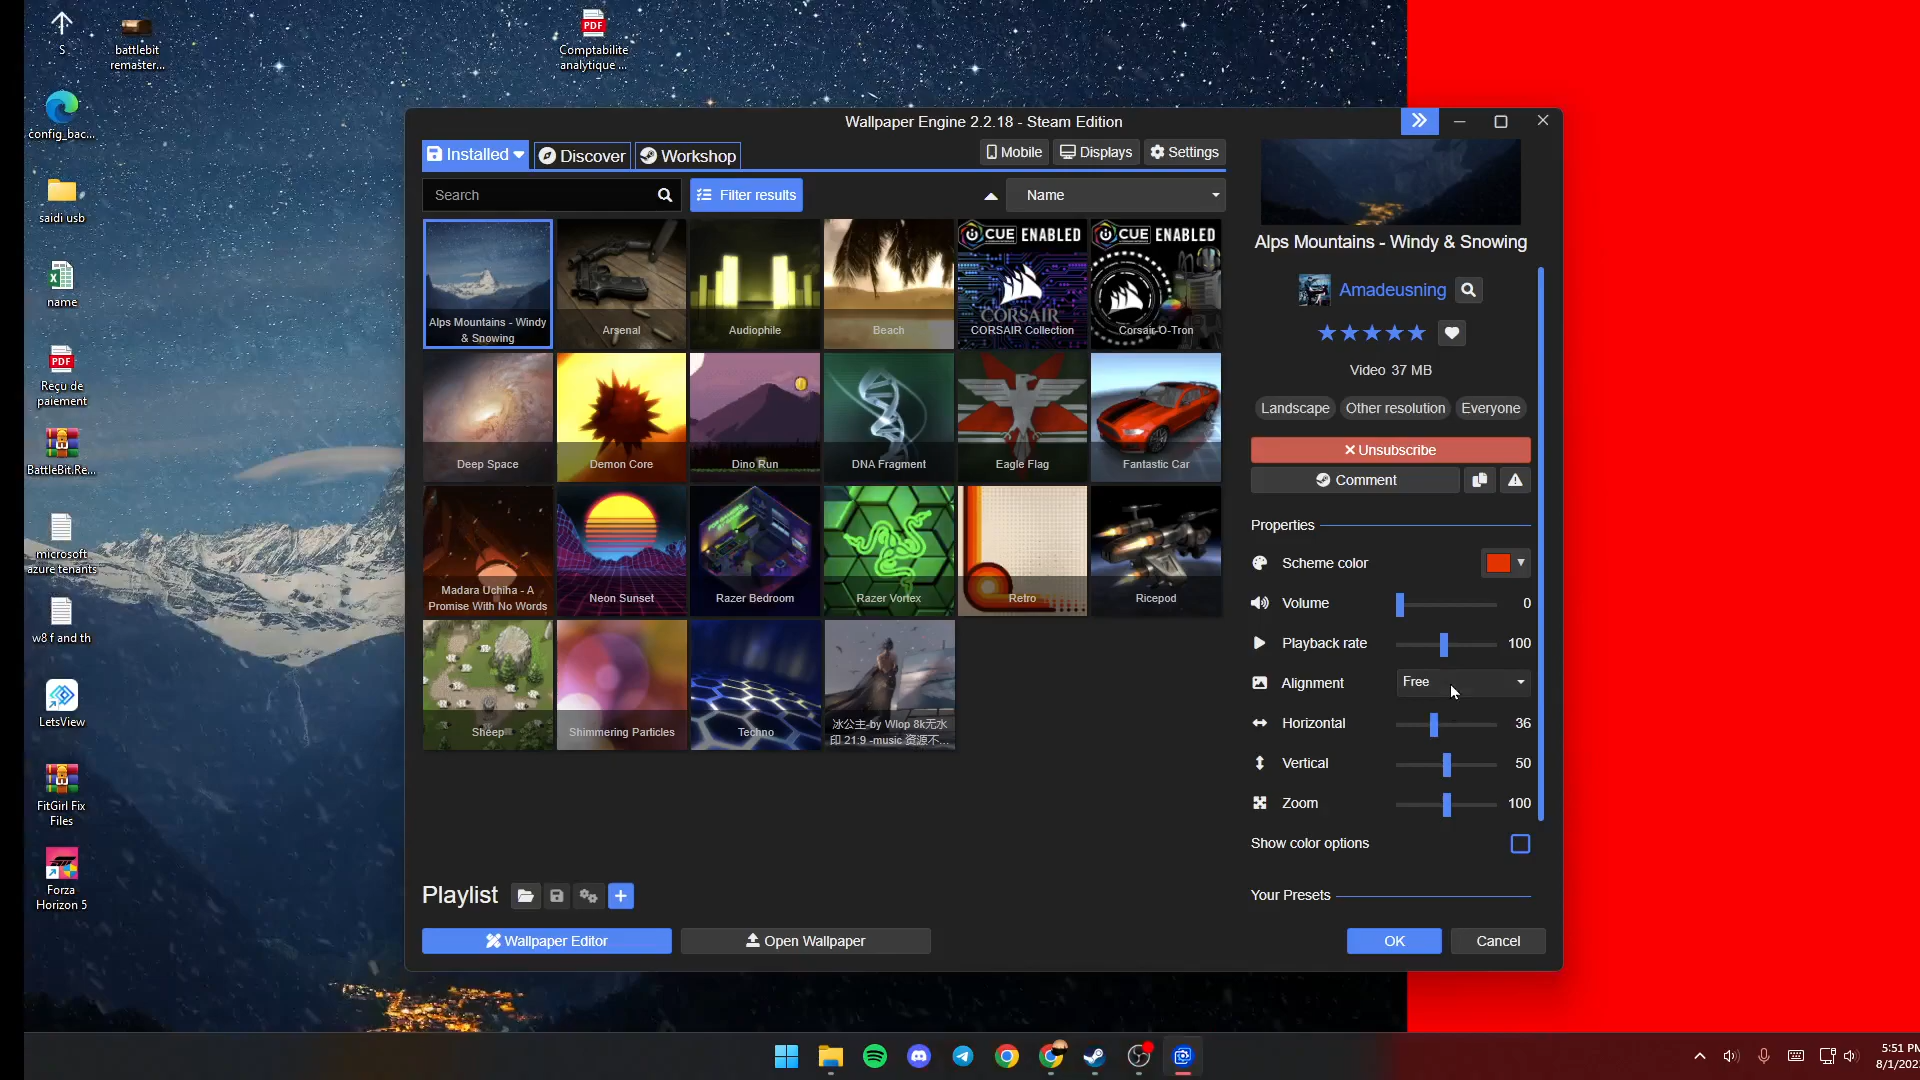 S
battlebit
remaster...
PDF
Comptabilite
analytique ...
config_bac...
saidi usb
name
PDF
Reçu de
paiement
BattleBit.Re...
microsoft
azure tenants
w8 f and th
LetsView
FitGirl Fix
Files
Forza
Horizon 5
Wallpaper Engine 2.2.18 - Steam Edition
Installed
Discover
Workshop
Mobile
Displays
Settings
Search
Filter results
Name
Alps Mountains - Windy
& Snowing
Arsenal
Audiophile
Beach
CUE ENABLED
CORSAIR
CORSAIR Collection
CUE ENABLED
Corsair-O-Tron
Deep Space
Demon Core
Dino Run
DNA Fragment
Eagle Flag
Fantastic Car
Madara Uchiha - A
Promise With No Words
Neon Sunset
Razer Bedroom
Razer Vortex
Retro
Ricepod
Sheep
Shimmering Particles
Techno
冰公主-by Wlop 8k无水
印 21:9 -music 资源不...
Playlist
Wallpaper Editor
Open Wallpaper
Alps Mountains - Windy & Snowing
Amadeusning
Video 37 MB
Landscape
Other resolution
Everyone
Unsubscribe
Comment
Properties
Scheme color
Volume
0
Playback rate
100
Alignment
Free
Horizontal
36
Vertical
50
Zoom
100
Show color options
Your Presets
OK
Cancel
5:51 PM
8/1/202